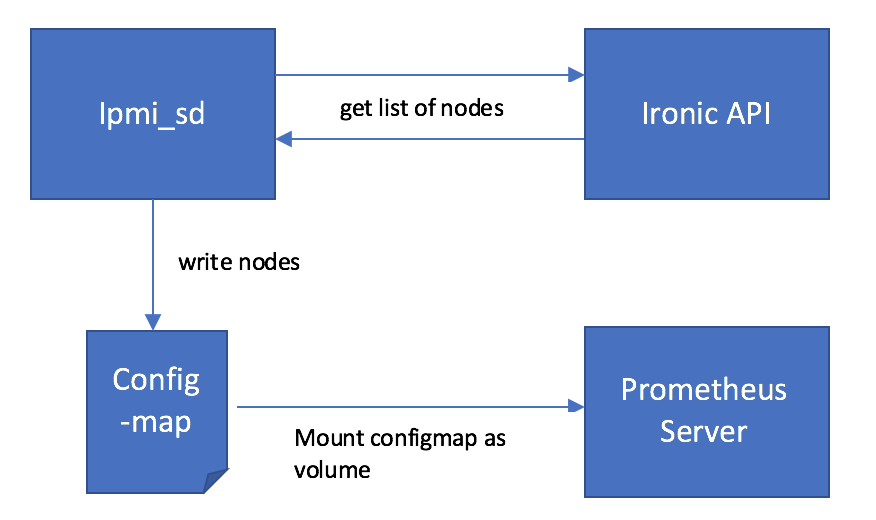 Ipmi_sd
get list of nodes
Ironic API
write nodes
Config
-map
Mount configmap as
volume
Prometheus
Server